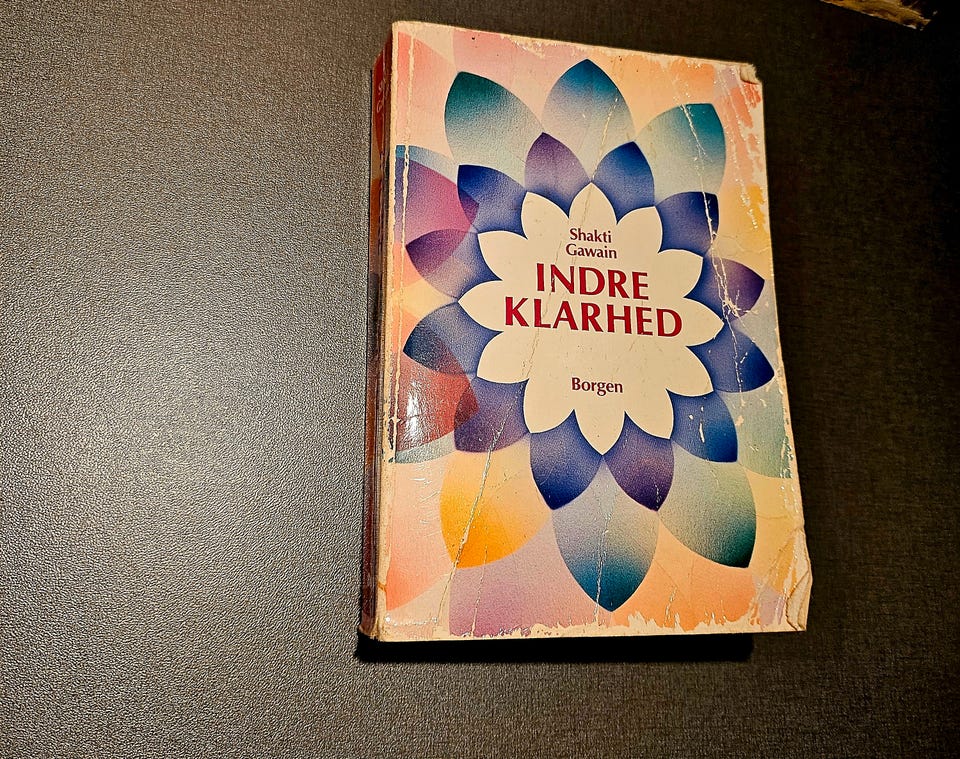 Shakti
Gawain
INDRE
KLARHED
Borgen